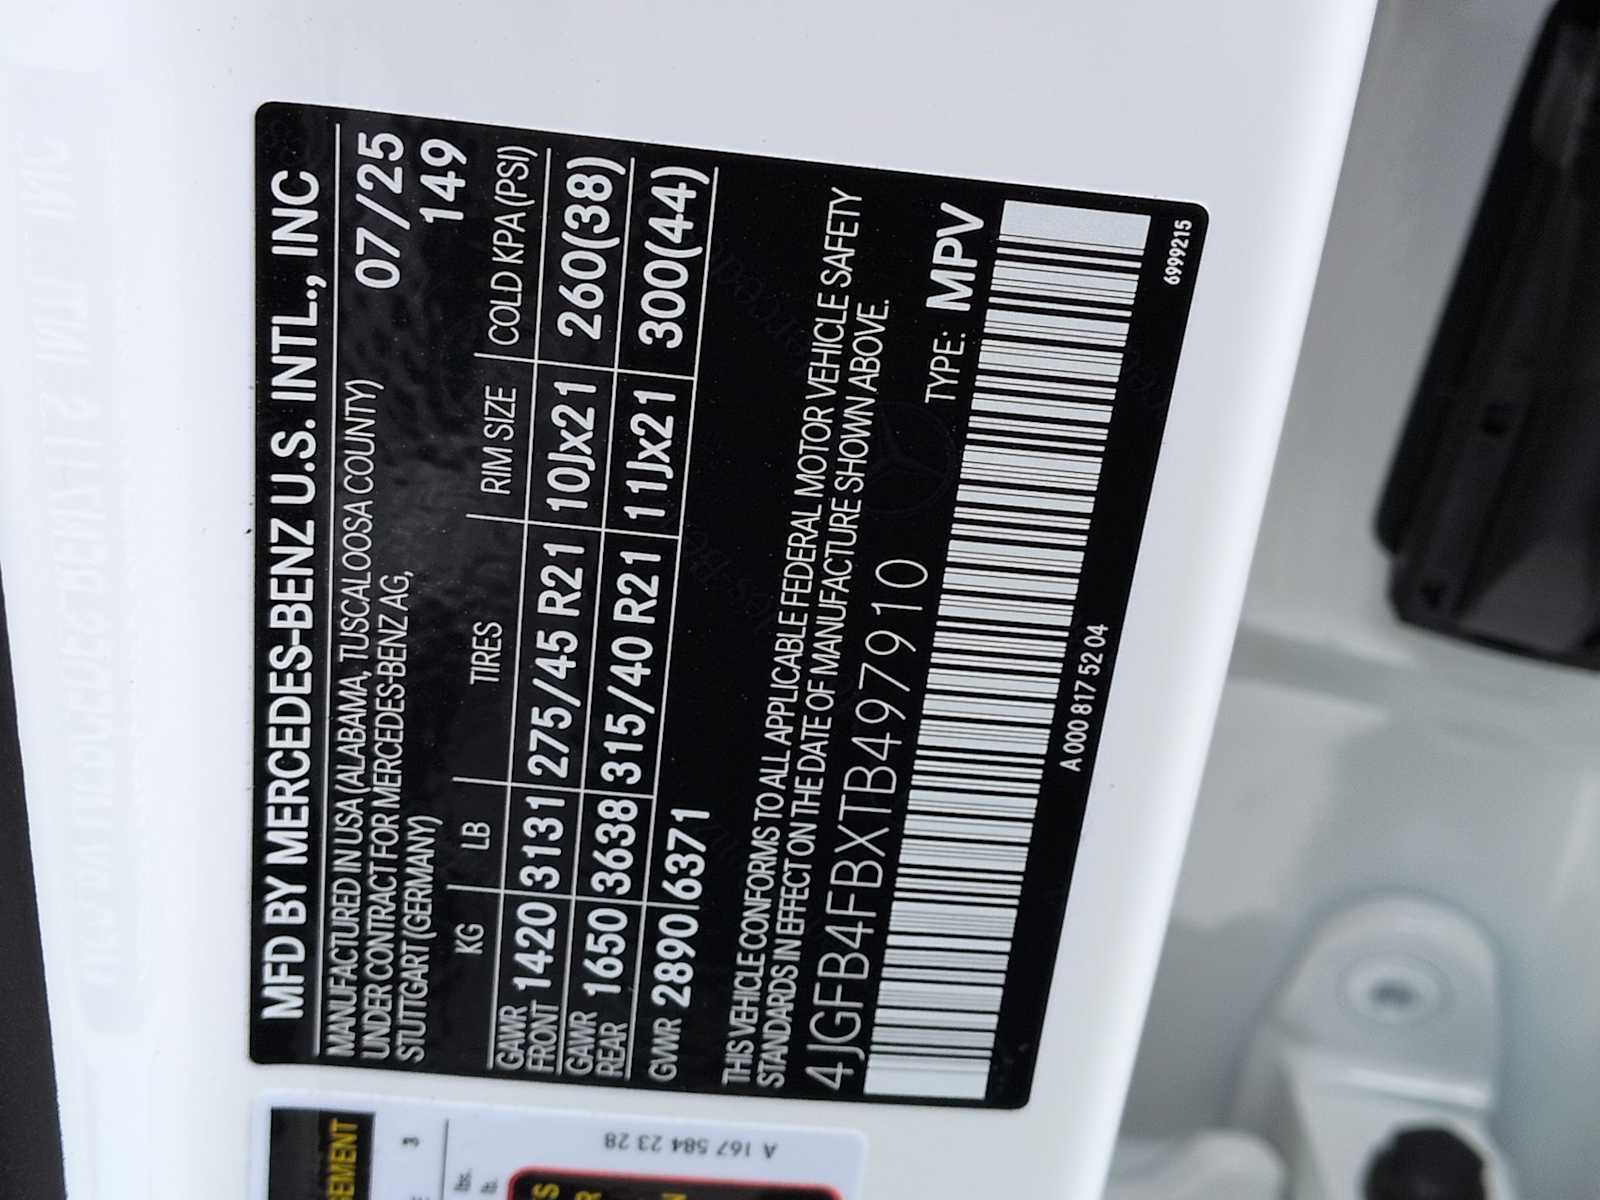 MFD BY MERCEDES-BENZ U.S. INTL., INC
MANUFACTURED IN USA (ALABAMA, TUSCALOOSA COUNTY) 07/25
UNDER CONTRACT FOR MERCEDES-BENZ AG, 149
STUTTGART (GERMANY)
KG LB TIRES RIM SIZE COLD KPA (PSI)
GAWR FRONT 1420 3131 275/45 R21 10Jx21 260(38)
GAWR REAR 1650 3638 315/40 R21 11Jx21 300(44)
GVWR 2890 6371
THIS VEHICLE CONFORMS TO ALL APPLICABLE FEDERAL MOTOR VEHICLE SAFETY
STANDARDS IN EFFECT ON THE DATE OF MANUFACTURE SHOWN ABOVE.
4JGFB4FBXTB497910 TYPE: MPV
A 000 817 52 04 6999215
A 167 584 23 28
3
lbs.
lb.